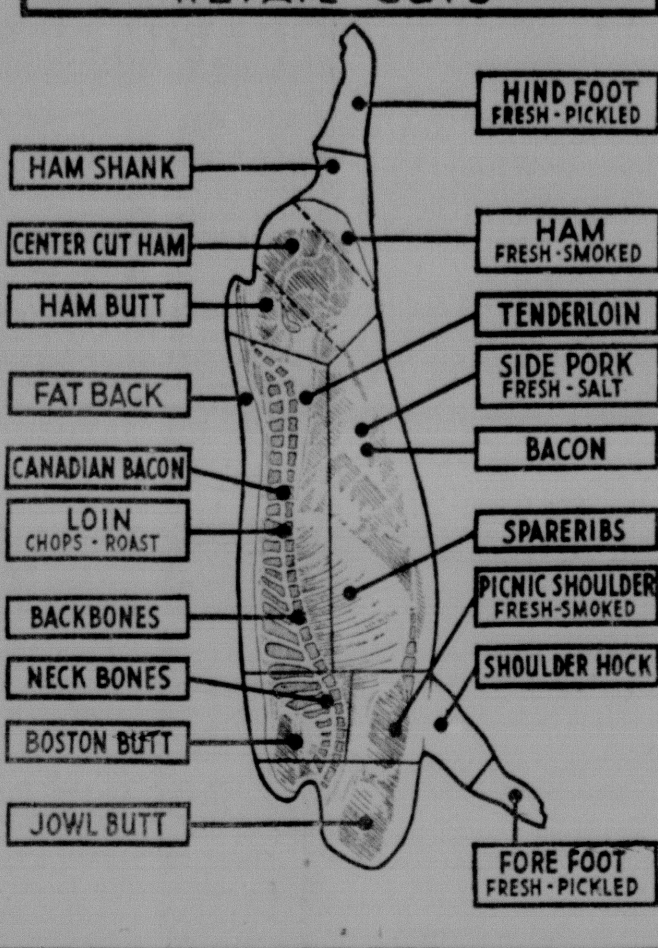 RETAIL CUTS
HIND FOOT
FRESH - PICKLED
HAM SHANK
CENTER CUT HAM
HAM
FRESH - SMOKED
HAM BUTT
TENDERLOIN
SIDE PORK
FRESH - SALT
FAT BACK
BACON
CANADIAN BACON
LOIN
CHOPS - ROAST
SPARERIBS
PICNIC SHOULDER
FRESH - SMOKED
BACKBONES
SHOULDER HOCK
NECK BONES
BOSTON BUTT
JOWL BUTT
FORE FOOT
FRESH - PICKLED